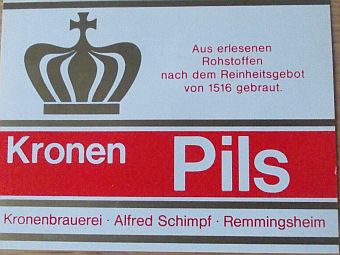 Aus erlesenen
Rohstoffen
nach dem Reinheitsgebot
von 1516 gebraut.
Kronen Pils
Kronenbrauerei · Alfred Schimpf · Remmingsheim